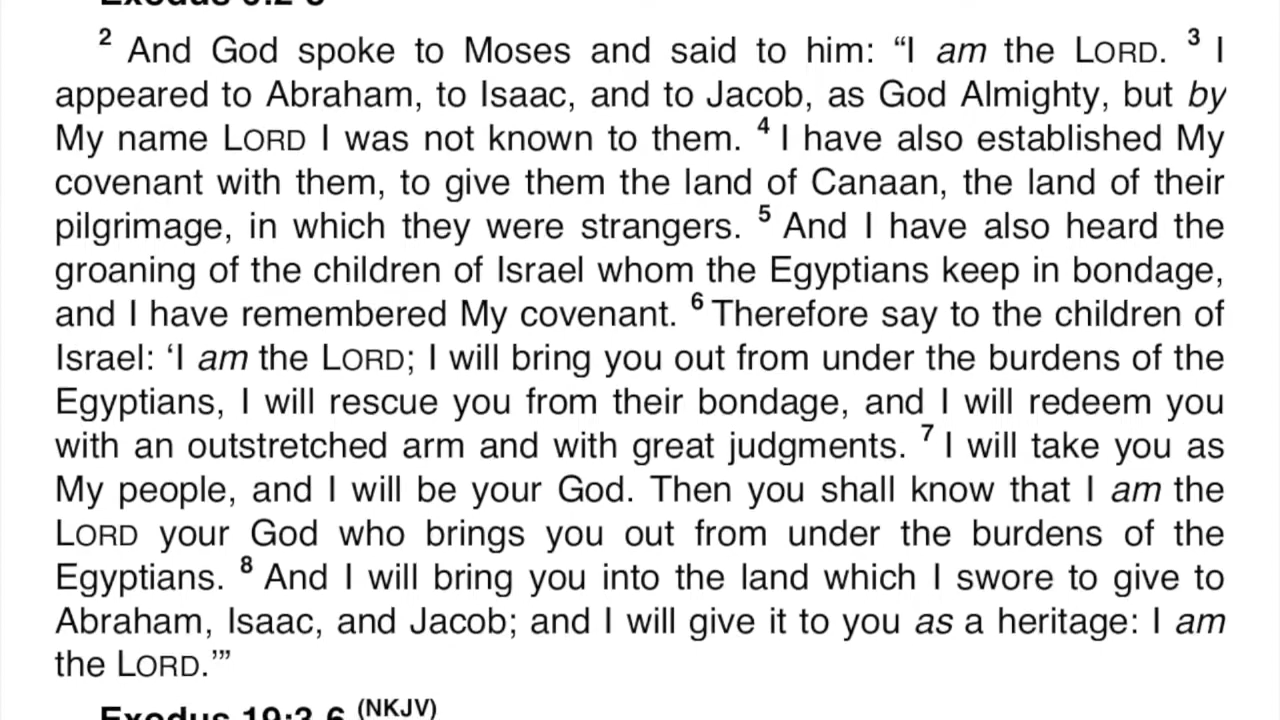 ² And God spoke to Moses and said to him: “I am the LORD. ³ I
appeared to Abraham, to Isaac, and to Jacob, as God Almighty, but by
My name LORD I was not known to them. ⁴ I have also established My
covenant with them, to give them the land of Canaan, the land of their
pilgrimage, in which they were strangers. ⁵ And I have also heard the
groaning of the children of Israel whom the Egyptians keep in bondage,
and I have remembered My covenant. ⁶ Therefore say to the children of
Israel: ‘I am the LORD; I will bring you out from under the burdens of the
Egyptians, I will rescue you from their bondage, and I will redeem you
with an outstretched arm and with great judgments. ⁷ I will take you as
My people, and I will be your God. Then you shall know that I am the
LORD your God who brings you out from under the burdens of the
Egyptians. ⁸ And I will bring you into the land which I swore to give to
Abraham, Isaac, and Jacob; and I will give it to you as a heritage: I am
the LORD.’”
Exodus 19:3-6 (NKJV)